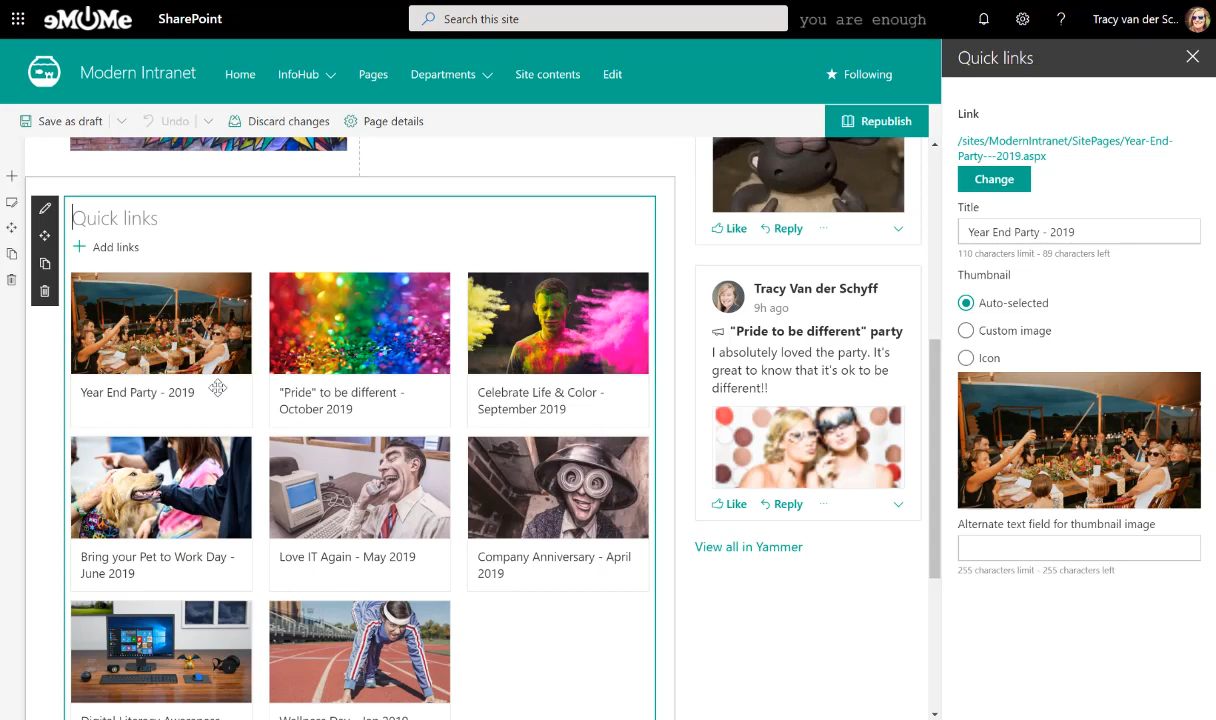 eMOMe
SharePoint
Search this site
you are enough
Tracy van der Sc..
Modern Intranet
Home
InfoHub
Pages
Departments
Site contents
Edit
Following
Save as draft
Undo
Discard changes
Page details
Republish
Quick links
Add links
Year End Party - 2019
"Pride" to be different -
October 2019
Celebrate Life & Color -
September 2019
Bring your Pet to Work Day -
June 2019
Love IT Again - May 2019
Company Anniversary - April
2019
Digital Literacy Awareness
Wellness Day - Jan 2019
Like
Reply
Tracy Van der Schyff
9h ago
"Pride to be different" party
I absolutely loved the party. It's
great to know that it's ok to be
different!!
Like
Reply
View all in Yammer
Quick links
Link
/sites/ModernIntranet/SitePages/Year-End-
Party---2019.aspx
Change
Title
Year End Party - 2019
110 characters limit - 89 characters left
Thumbnail
Auto-selected
Custom image
Icon
Alternate text field for thumbnail image
255 characters limit - 255 characters left